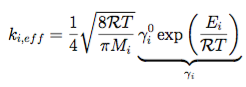 k_{i,eff} = \frac{1}{4} \sqrt{\frac{8\mathcal{R}T}{\pi M_i}} \underbrace{\gamma_i^0 \exp\left(\frac{E_i}{\mathcal{R}T}\right)}_{\gamma_i}